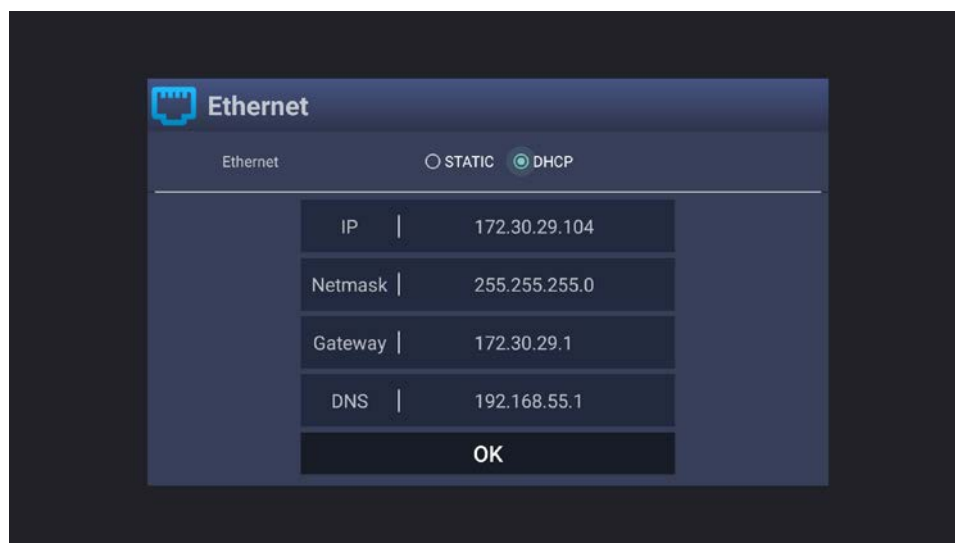 Ethernet
Ethernet STATIC DHCP
IP 172.30.29.104
Netmask 255.255.255.0
Gateway 172.30.29.1
DNS 192.168.55.1
OK